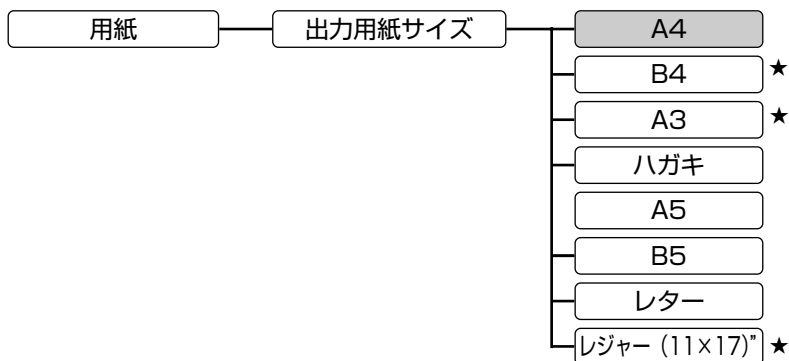 用紙
出力用紙サイズ
A4
B4 ★
A3 ★
ハガキ
A5
B5
レター
レジャー（11×17）” ★